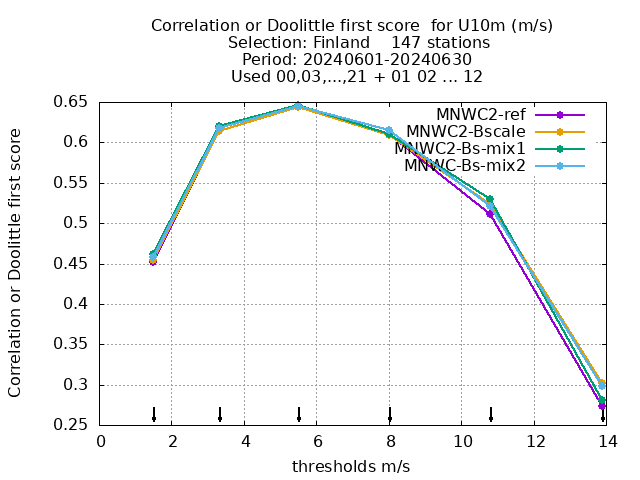 Correlation or Doolittle first score  for U10m (m/s)
Selection: Finland    147 stations
Period: 20240601-20240630
Used 00,03,...,21 + 01 02 ... 12
Correlation or Doolittle first score
0.65
0.6
0.55
0.5
0.45
0.4
0.35
0.3
0.25
MNWC2-ref
MNWC2-Bscale
MNWC2-Bs-mix1
MNWC-Bs-mix2
0 2 4 6 8 10 12 14
thresholds m/s